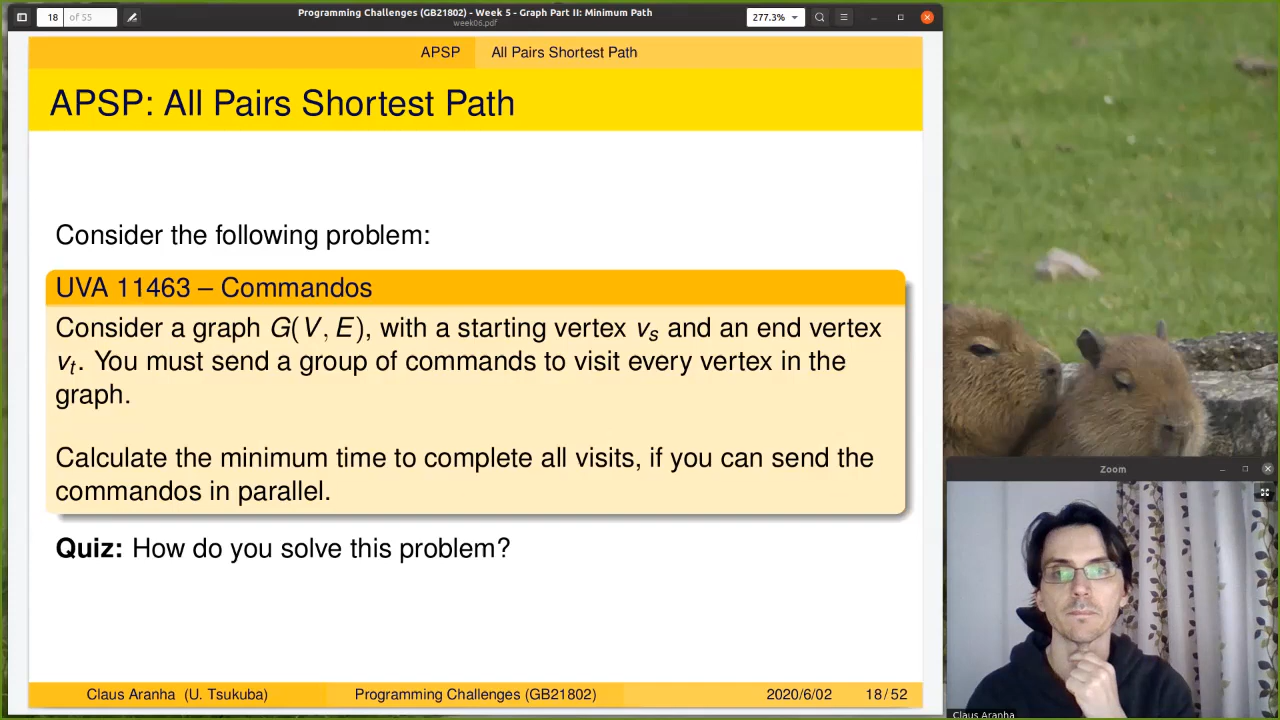 18 of 55
Programming Challenges (GB21802) - Week 5 - Graph Part II: Minimum Path
week06.pdf
277.3%
APSP All Pairs Shortest Path
APSP: All Pairs Shortest Path
Consider the following problem:
UVA 11463 – Commandos
Consider a graph G(V, E), with a starting vertex vs and an end vertex
vt. You must send a group of commands to visit every vertex in the
graph.
Calculate the minimum time to complete all visits, if you can send the
commandos in parallel.
Quiz: How do you solve this problem?
Claus Aranha (U. Tsukuba) Programming Challenges (GB21802) 2020/6/02 18/52
Zoom
Claus Aranha